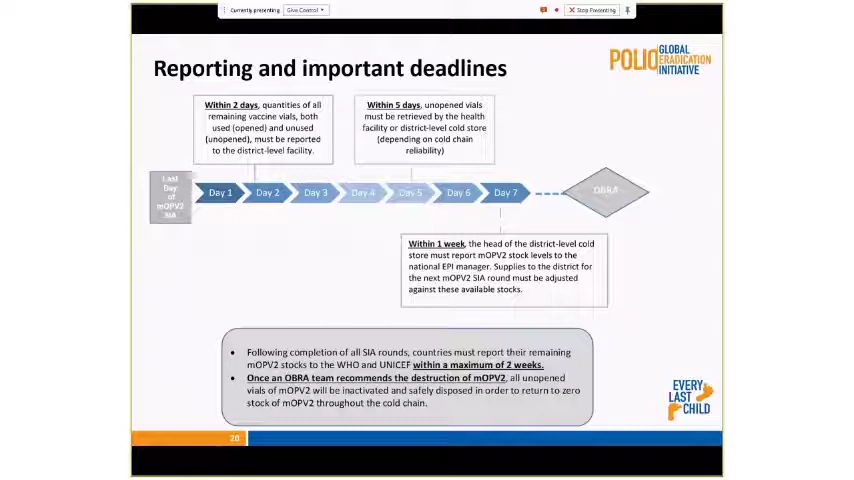 Currently presenting
Give Control
Stop Presenting
POLIO GLOBAL
ERADICATION
INITIATIVE
Reporting and important deadlines
Within 2 days, quantities of all
remaining vaccine vials, both
used (opened) and unused
(unopened), must be reported
to the district-level facility.
Within 5 days, unopened vials
must be retrieved by the health
facility or district-level cold store
(depending on cold chain
reliability)
Last
Day
of
mOPV2
SIA
Day 1
Day 2
Day 3
Day 4
Day 5
Day 6
Day 7
OBRA
Within 1 week, the head of the district-level cold
store must report mOPV2 stock levels to the
national EPI manager. Supplies to the district for
the next mOPV2 SIA round must be adjusted
against these available stocks.
• Following completion of all SIA rounds, countries must report their remaining
mOPV2 stocks to the WHO and UNICEF within a maximum of 2 weeks.
• Once an OBRA team recommends the destruction of mOPV2, all unopened
vials of mOPV2 will be inactivated and safely disposed in order to return to zero
stock of mOPV2 throughout the cold chain.
EVERY
LAST
CHILD
20